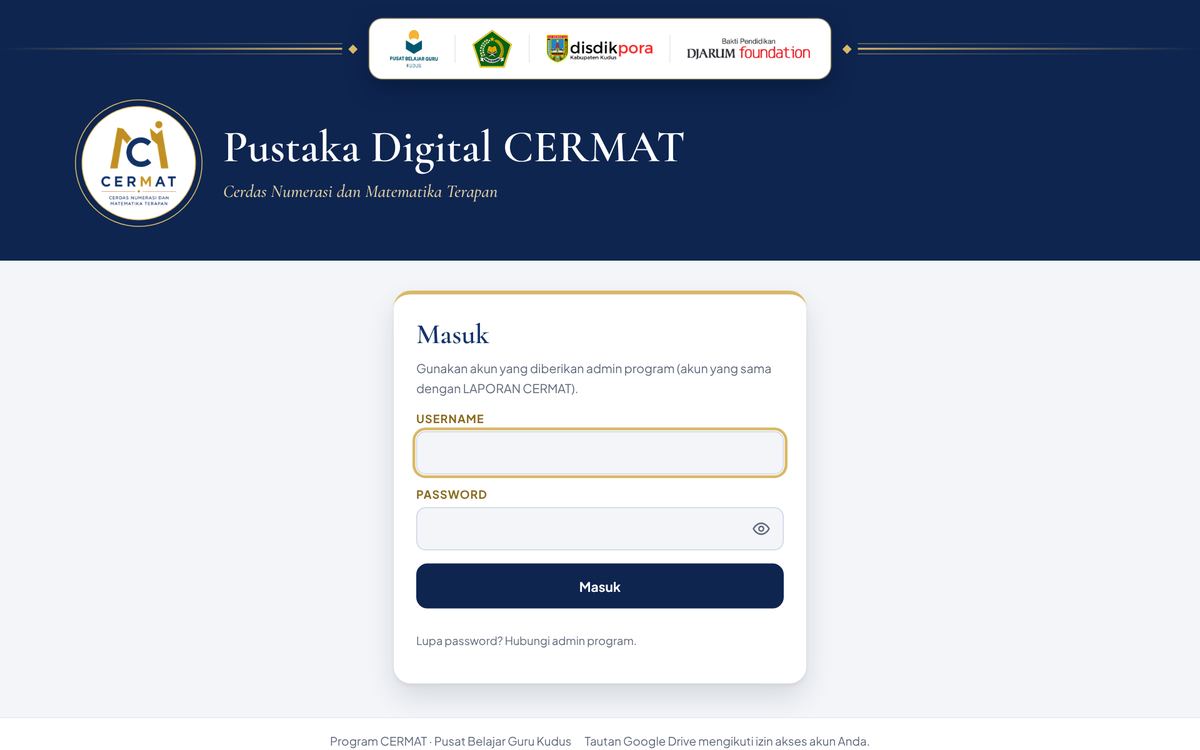 PUSAT BELAJAR GURU
KUDUS
disdikpora
Kabupaten Kudus
Bakti Pendidikan
DJARUM foundation
CERMAT
CERDAS NUMERASI DAN
MATEMATIKA TERAPAN
Pustaka Digital CERMAT
Cerdas Numerasi dan Matematika Terapan
Masuk
Gunakan akun yang diberikan admin program (akun yang sama
dengan LAPORAN CERMAT).
USERNAME
PASSWORD
Masuk
Lupa password? Hubungi admin program.
Program CERMAT · Pusat Belajar Guru Kudus Tautan Google Drive mengikuti izin akses akun Anda.